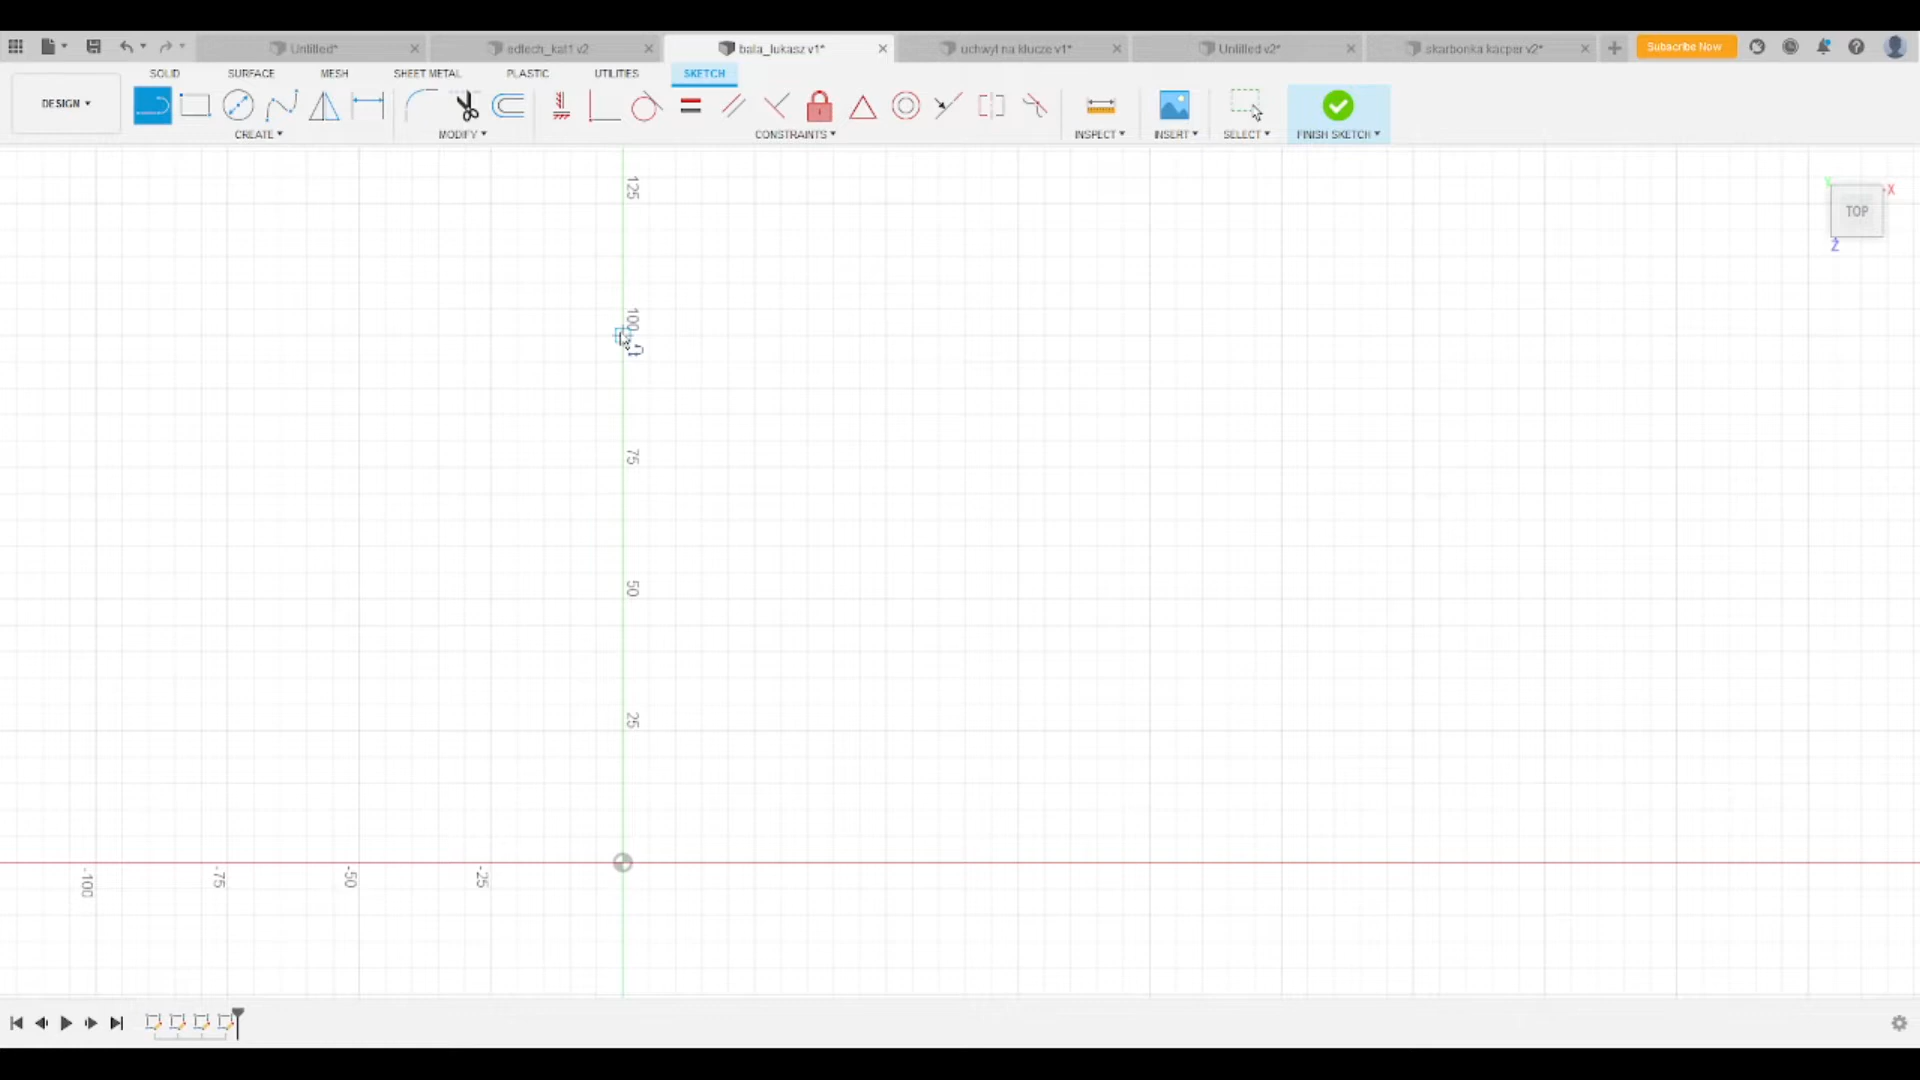 Untitled*
edtech_kat1 v2
bala_lukasz v1*
uchwyt na klucze v1*
Untitled v2*
skarbonka kacper v2*
Subscribe Now
SOLID
SURFACE
MESH
SHEET METAL
PLASTIC
UTILITIES
SKETCH
DESIGN
CREATE
MODIFY
CONSTRAINTS
INSPECT
INSERT
SELECT
FINISH SKETCH
125
100
75
50
25
-100
-75
-50
-25
Y
X
TOP
Z